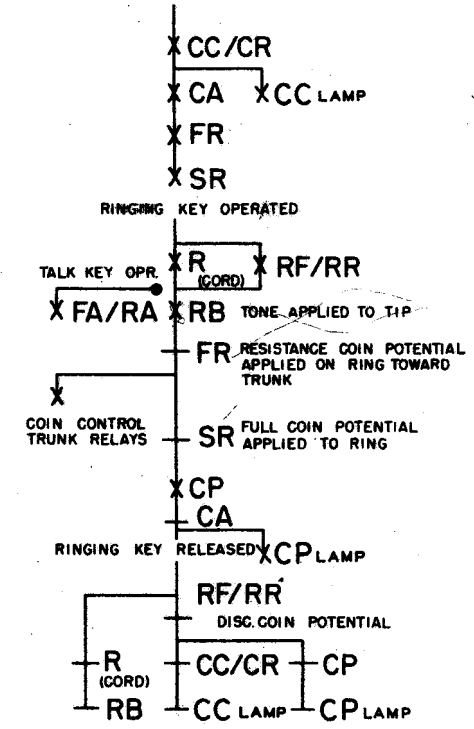 CC/CR
CA CC LAMP
FR
SR
RINGING KEY OPERATED
TALK KEY OPR.
R
(CORD)
RF/RR
FA/RA RB TONE APPLIED TO TIP
FR RESISTANCE COIN POTENTIAL
APPLIED ON RING TOWARD
TRUNK
COIN CONTROL
TRUNK RELAYS
SR FULL COIN POTENTIAL
APPLIED TO RING
CP
CA
RINGING KEY RELEASED CP LAMP
RF/RR
DISC. COIN POTENTIAL
R CC/CR CP
(CORD)
RB CC LAMP CP LAMP